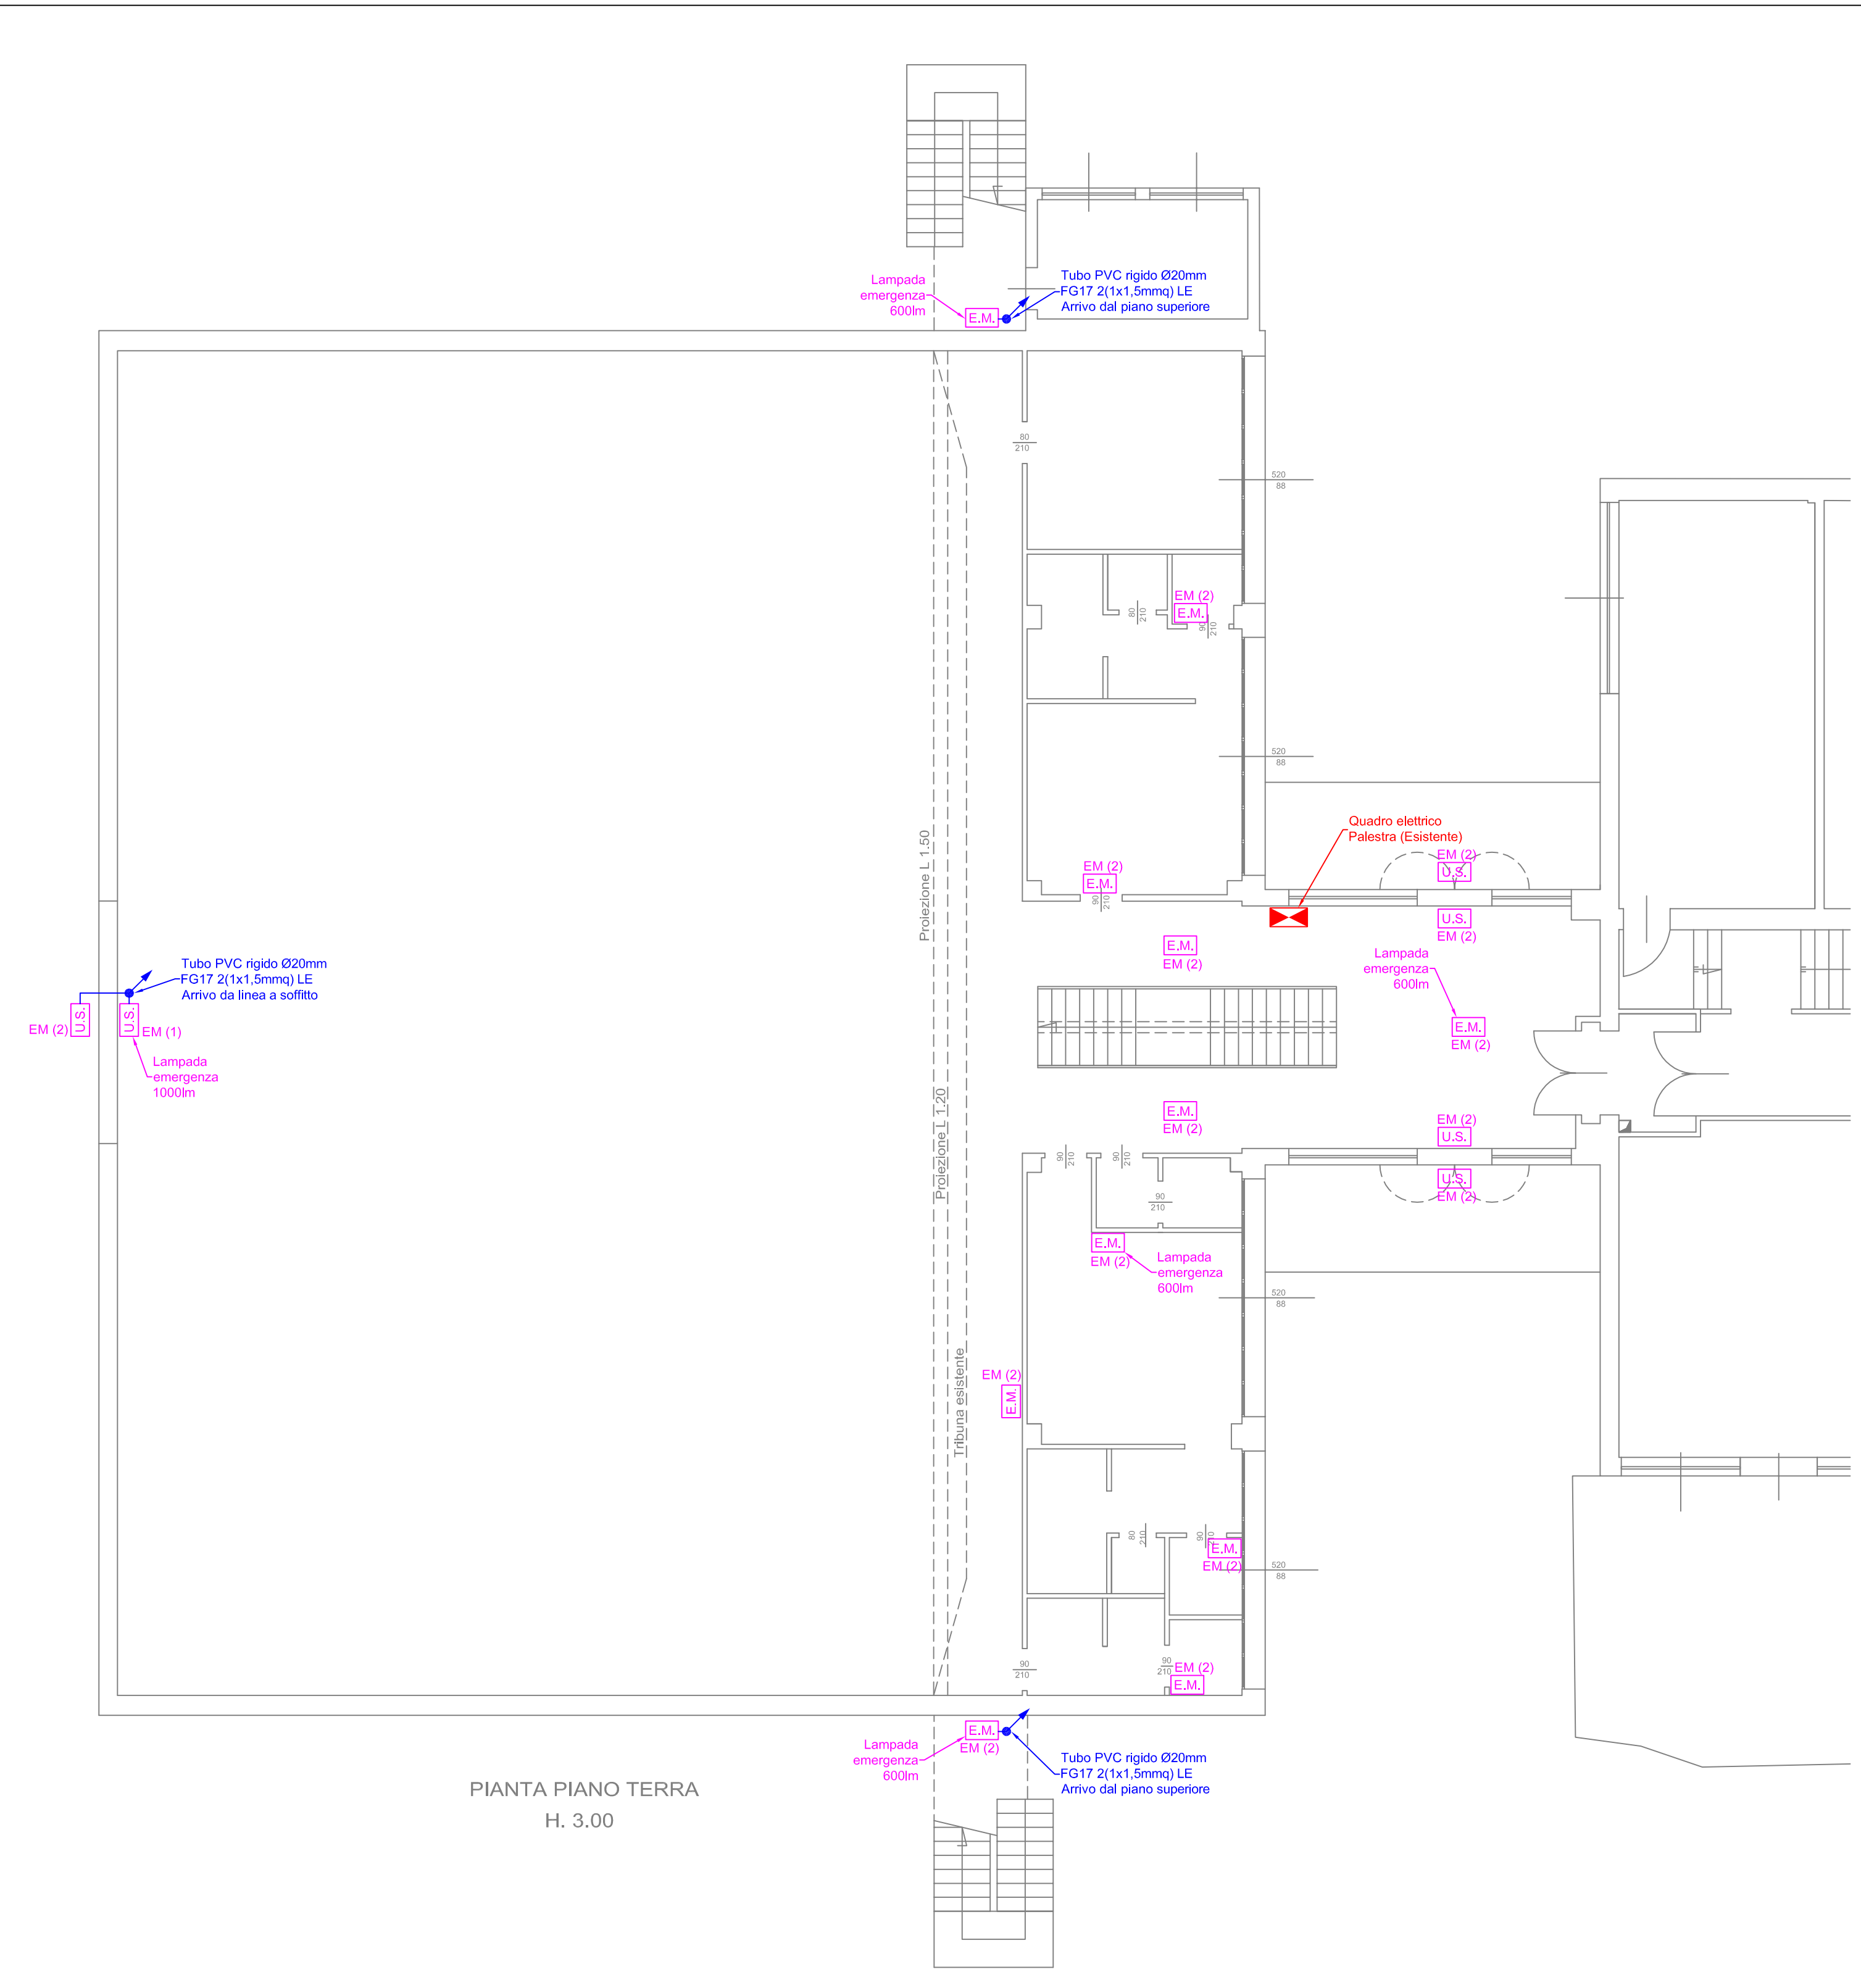 Lampada
emergenza
600lm
E.M.
Tubo PVC rigido Ø20mm
FG17 2(1x1,5mmq) LE
Arrivo dal piano superiore
80
210
520
88
EM (2)
E.M.
80
210
90
210
520
88
Proiezione L 1.50
Quadro elettrico
Palestra (Esistente)
EM (2)
U.S.
EM (2)
E.M.
90
210
U.S.
EM (2)
E.M.
EM (2)
Lampada
emergenza
600lm
E.M.
EM (2)
Tubo PVC rigido Ø20mm
FG17 2(1x1,5mmq) LE
Arrivo da linea a soffitto
EM (2)
U.S.
U.S.
EM (1)
Lampada
emergenza
1000lm
Proiezione L 1.20
E.M.
EM (2)
EM (2)
U.S.
U.S.
EM (2)
90
210
90
210
90
210
E.M.
EM (2)
Lampada
emergenza
600lm
520
88
Tribuna esistente
EM (2)
E.M.
80
210
90
210
E.M.
EM (2)
520
88
90
210
90
210
EM (2)
E.M.
E.M.
EM (2)
Lampada
emergenza
600lm
Tubo PVC rigido Ø20mm
FG17 2(1x1,5mmq) LE
Arrivo dal piano superiore
PIANTA PIANO TERRA
H. 3.00